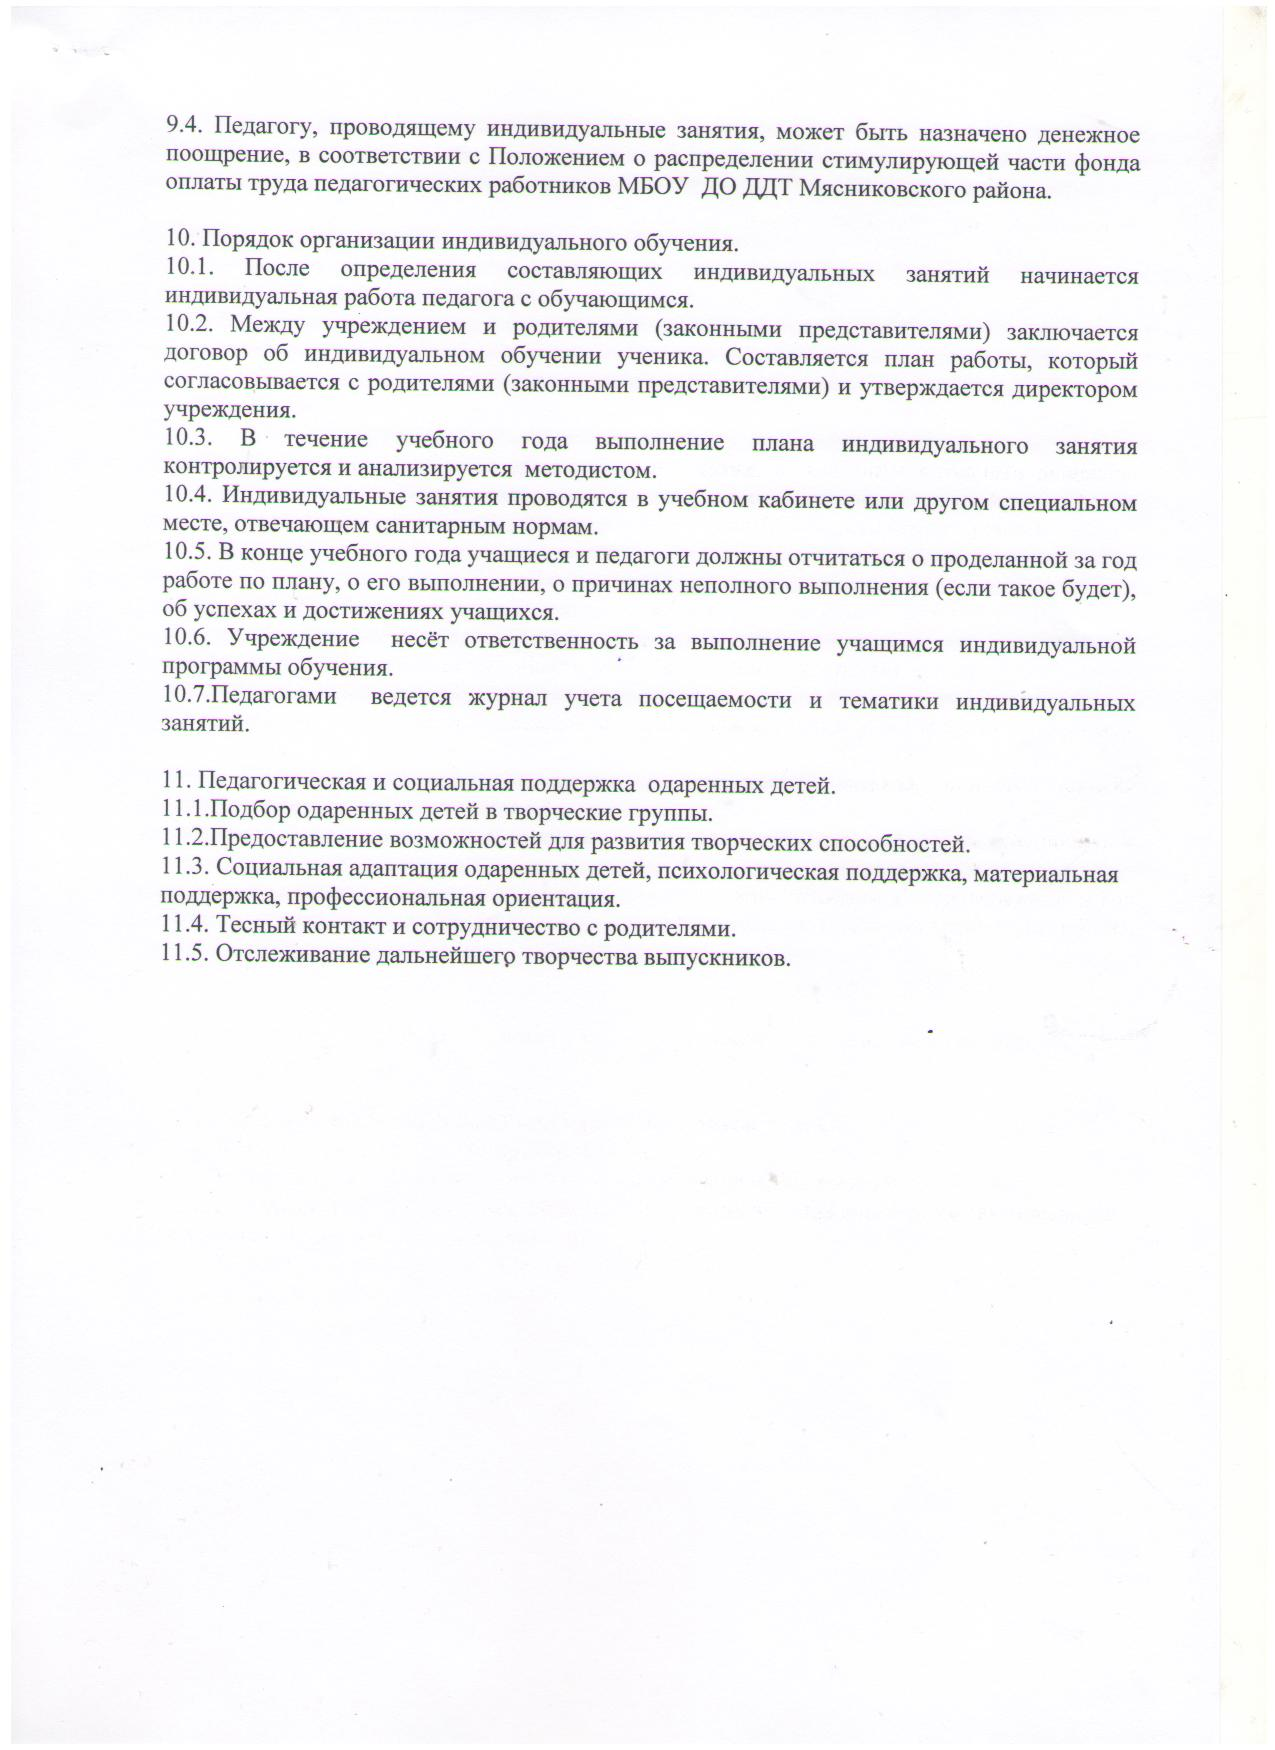 9.4. Педагогу, проводящему индивидуальные занятия, может быть назначено денежное
поощрение, в соответствии с Положением о распределении стимулирующей части фонда
оплаты труда педагогических работников МБОУ ДО ДДТ Мясниковского района.
10. Порядок организации индивидуального обучения.
10.1. После определения составляющих индивидуальных занятий начинается
индивидуальная работа педагога с обучающимся.
10.2. Между учреждением и родителями (законными представителями) заключается
договор об индивидуальном обучении ученика. Составляется план работы, который
согласовывается с родителями (законными представителями) и утверждается директором
учреждения.
10.3. В течение учебного года выполнение плана индивидуального занятия
контролируется и анализируется методистом.
10.4. Индивидуальные занятия проводятся в учебном кабинете или другом специальном
месте, отвечающем санитарным нормам.
10.5. В конце учебного года учащиеся и педагоги должны отчитаться о проделанной за год
работе по плану, о его выполнении, о причинах неполного выполнения (если такое будет),
об успехах и достижениях учащихся.
10.6. Учреждение несёт ответственность за выполнение учащимся индивидуальной
программы обучения.
10.7.Педагогами ведется журнал учета посещаемости и тематики индивидуальных
занятий.
11. Педагогическая и социальная поддержка одаренных детей.
11.1.Подбор одаренных детей в творческие группы.
11.2.Предоставление возможностей для развития творческих способностей.
11.3. Социальная адаптация одаренных детей, психологическая поддержка, материальная
поддержка, профессиональная ориентация.
11.4. Тесный контакт и сотрудничество с родителями.
11.5. Отслеживание дальнейшего творчества выпускников.